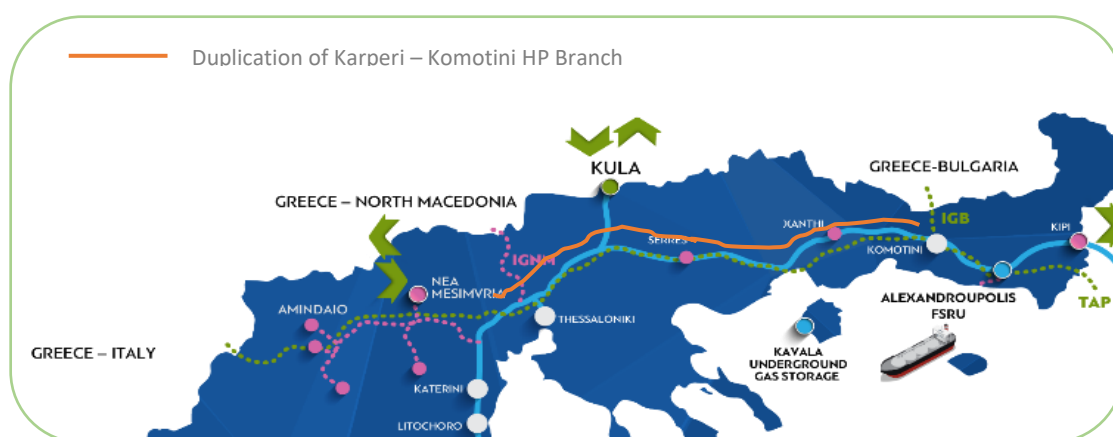 Duplication of Karperi – Komotini HP Branch
KULA
GREECE-BULGARIA
GREECE – NORTH MACEDONIA
XANTHI
IGB
KIPI
SERRES
KOMOTINI
IGNM
NEA
MESIMVRIA
AMINDAIO
ALEXANDROUPOLIS
FSRU
TAP
THESSALONIKI
GREECE – ITALY
KAVALA
UNDERGROUND
GAS STORAGE
KATERINI
LITOCHORO